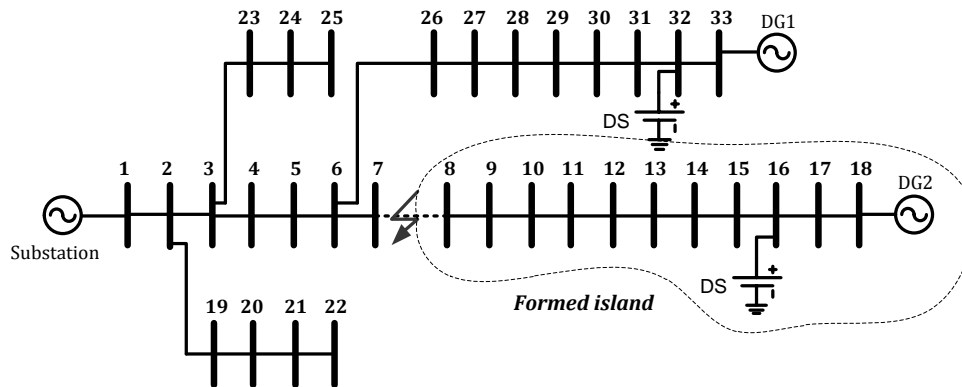 23 24 25
26 27 28 29 30 31 32 33
DG1
DS
+
1 2 3 4 5 6 7
8 9 10 11 12 13 14 15 16 17 18
DG2
Substation
DS
+
Formed island
19 20 21 22